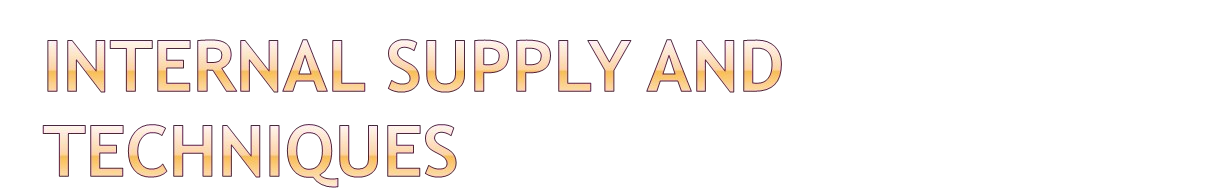 INTERNAL SUPPLY AND
TECHNIQUES